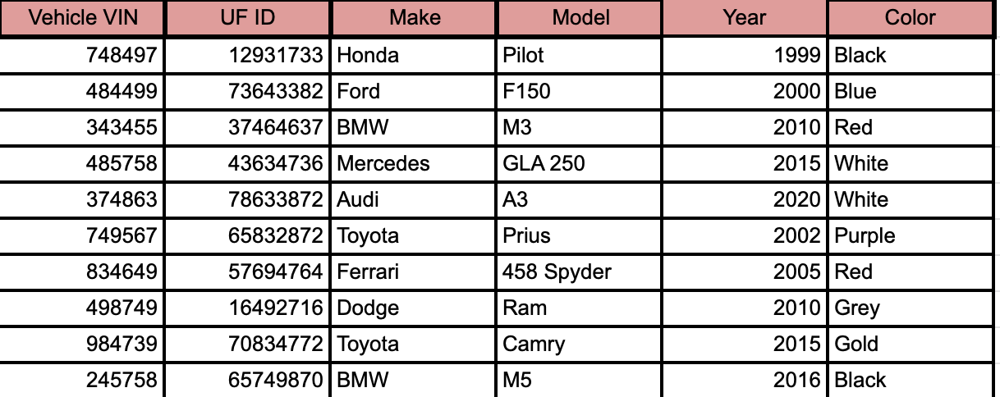 Vehicle VIN UF ID Make Model Year Color
748497 12931733 Honda Pilot 1999 Black
484499 73643382 Ford F150 2000 Blue
343455 37464637 BMW M3 2010 Red
485758 43634736 Mercedes GLA 250 2015 White
374863 78633872 Audi A3 2020 White
749567 65832872 Toyota Prius 2002 Purple
834649 57694764 Ferrari 458 Spyder 2005 Red
498749 16492716 Dodge Ram 2010 Grey
984739 70834772 Toyota Camry 2015 Gold
245758 65749870 BMW M5 2016 Black